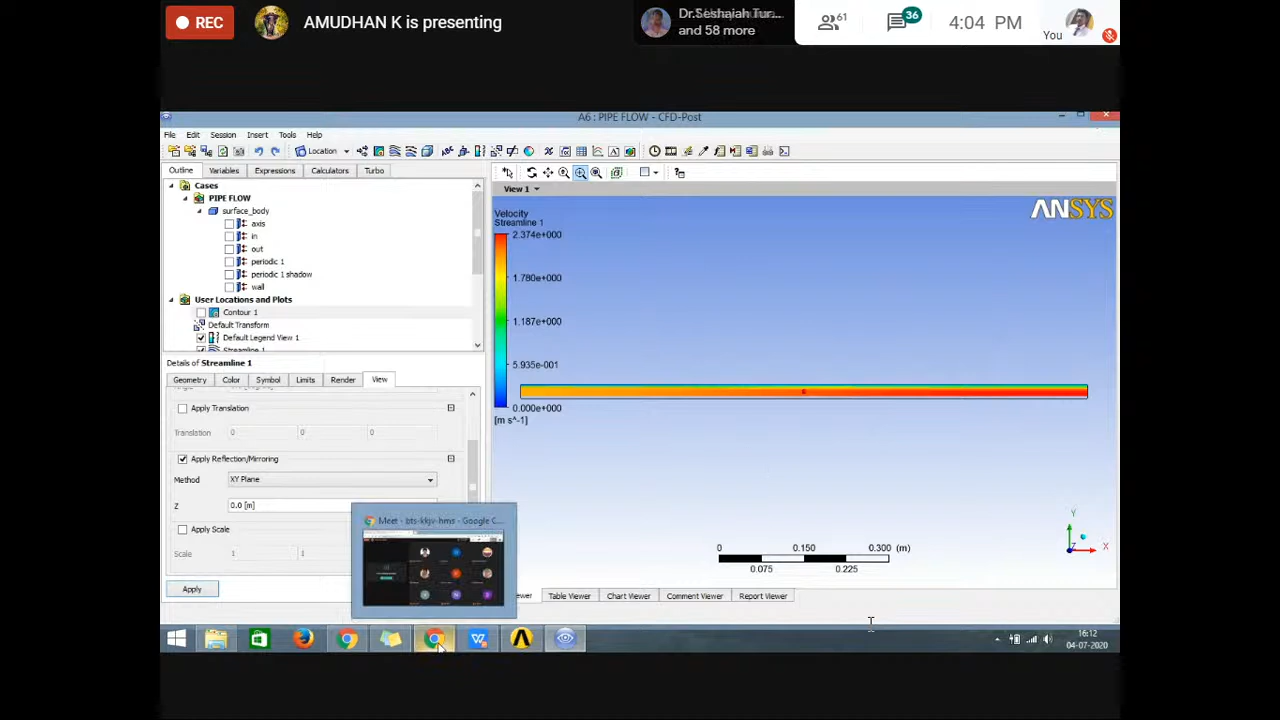 REC
AMUDHAN K is presenting
Dr.Seshaiah Tur...
and 58 more
61
36
4:04 PM
You
A6 : PIPE FLOW - CFD-Post
File Edit Session Insert Tools Help
Location
Outline Variables Expressions Calculators Turbo
Cases
PIPE FLOW
surface_body
axis
in
out
periodic 1
periodic 1 shadow
wall
User Locations and Plots
Contour 1
Default Transform
Default Legend View 1
Streamline 1
Details of Streamline 1
Geometry Color Symbol Limits Render View
Apply Translation
Translation 0 0 0
Apply Reflection/Mirroring
Method XY Plane
Z 0.0 [m]
Apply Scale
Scale 1 1
Apply
View 1
Velocity
Streamline 1
2.374e+000
1.780e+000
1.187e+000
5.935e-001
0.000e+000
[m s^-1]
ANSYS
0 0.150 0.300 (m)
0.075 0.225
Y
Z
X
Table Viewer Chart Viewer Comment Viewer Report Viewer
Meet - bts-kkjv-hms - Google C...
16:12
04-07-2020